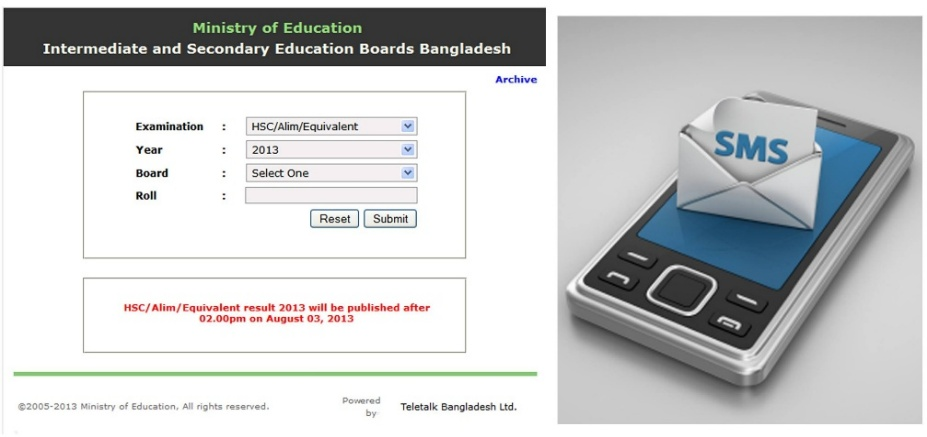 Ministry of Education
Intermediate and Secondary Education Boards Bangladesh
Archive
Examination : HSC/Alim/Equivalent
Year : 2013
Board : Select One
Roll :
Reset Submit
HSC/Alim/Equivalent result 2013 will be published after
02.00pm on August 03, 2013
©2005-2013 Ministry of Education, All rights reserved.
Powered
by
Teletalk Bangladesh Ltd.
SMS